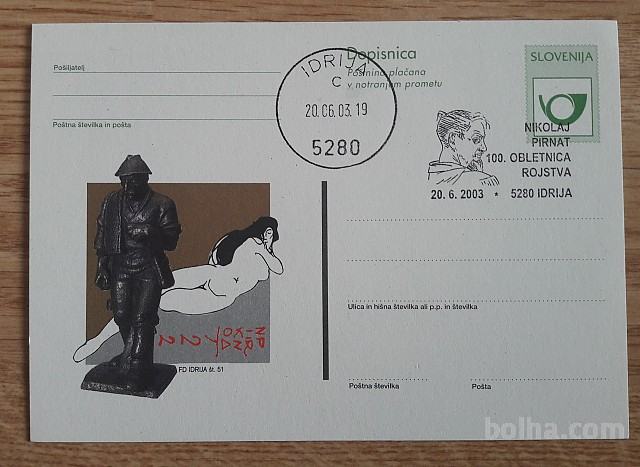 Pošiljatelj
Poštna številka in pošta
Dopisnica
Poštnina plačana
v notranjem prometu
SLOVENIJA
IDRIJA
C
20.06.03.19
5280
NIKOLAJ
PIRNAT
100. OBLETNICA
ROJSTVA
20. 6. 2003 * 5280 IDRIJA
FD IDRIJA št. 51
Ulica in hišna številka ali p.p. in številka
Poštna številka
Pošta
bolha.com